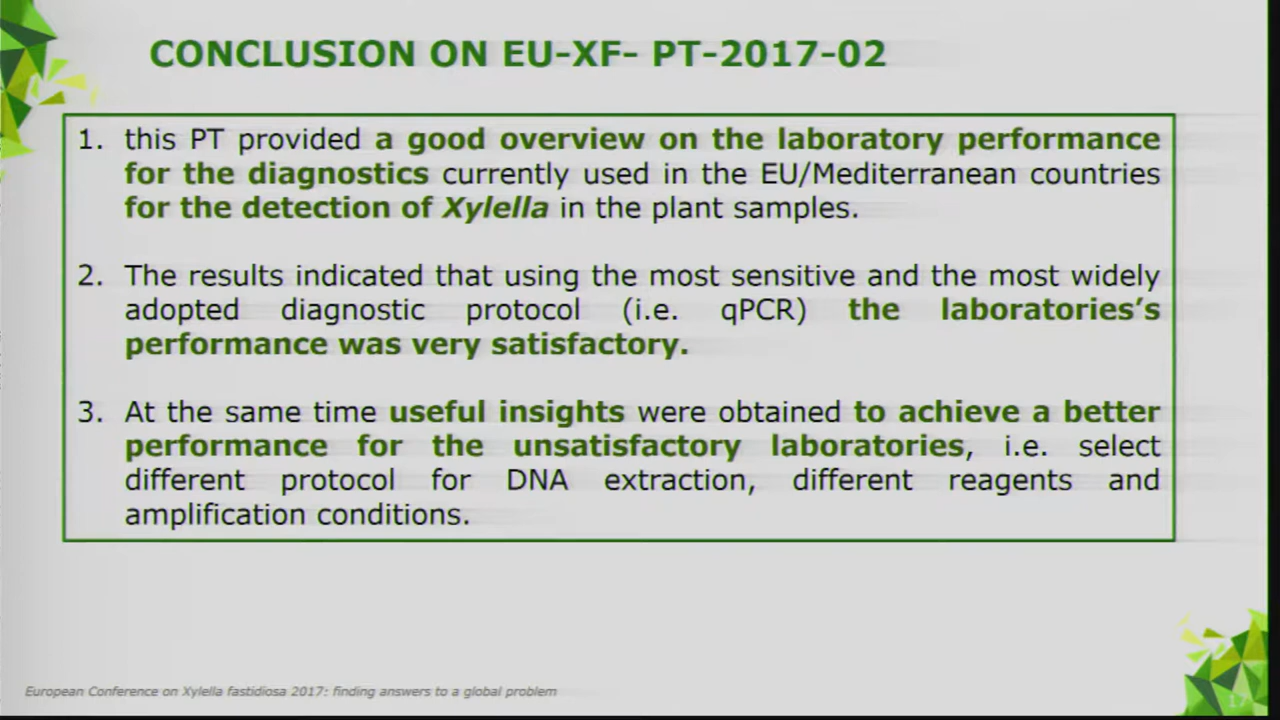 CONCLUSION ON EU-XF- PT-2017-02
1. this PT provided a good overview on the laboratory performance
for the diagnostics currently used in the EU/Mediterranean countries
for the detection of Xylella in the plant samples.
2. The results indicated that using the most sensitive and the most widely
adopted diagnostic protocol (i.e. qPCR) the laboratories's
performance was very satisfactory.
3. At the same time useful insights were obtained to achieve a better
performance for the unsatisfactory laboratories, i.e. select
different protocol for DNA extraction, different reagents and
amplification conditions.
European Conference on Xylella fastidiosa 2017: finding answers to a global problem
17